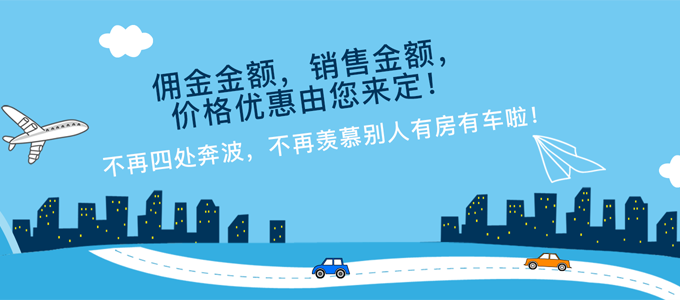 佣金金额，销售金额，
价格优惠由您来定！
不再四处奔波，不再羡慕别人有房有车啦！